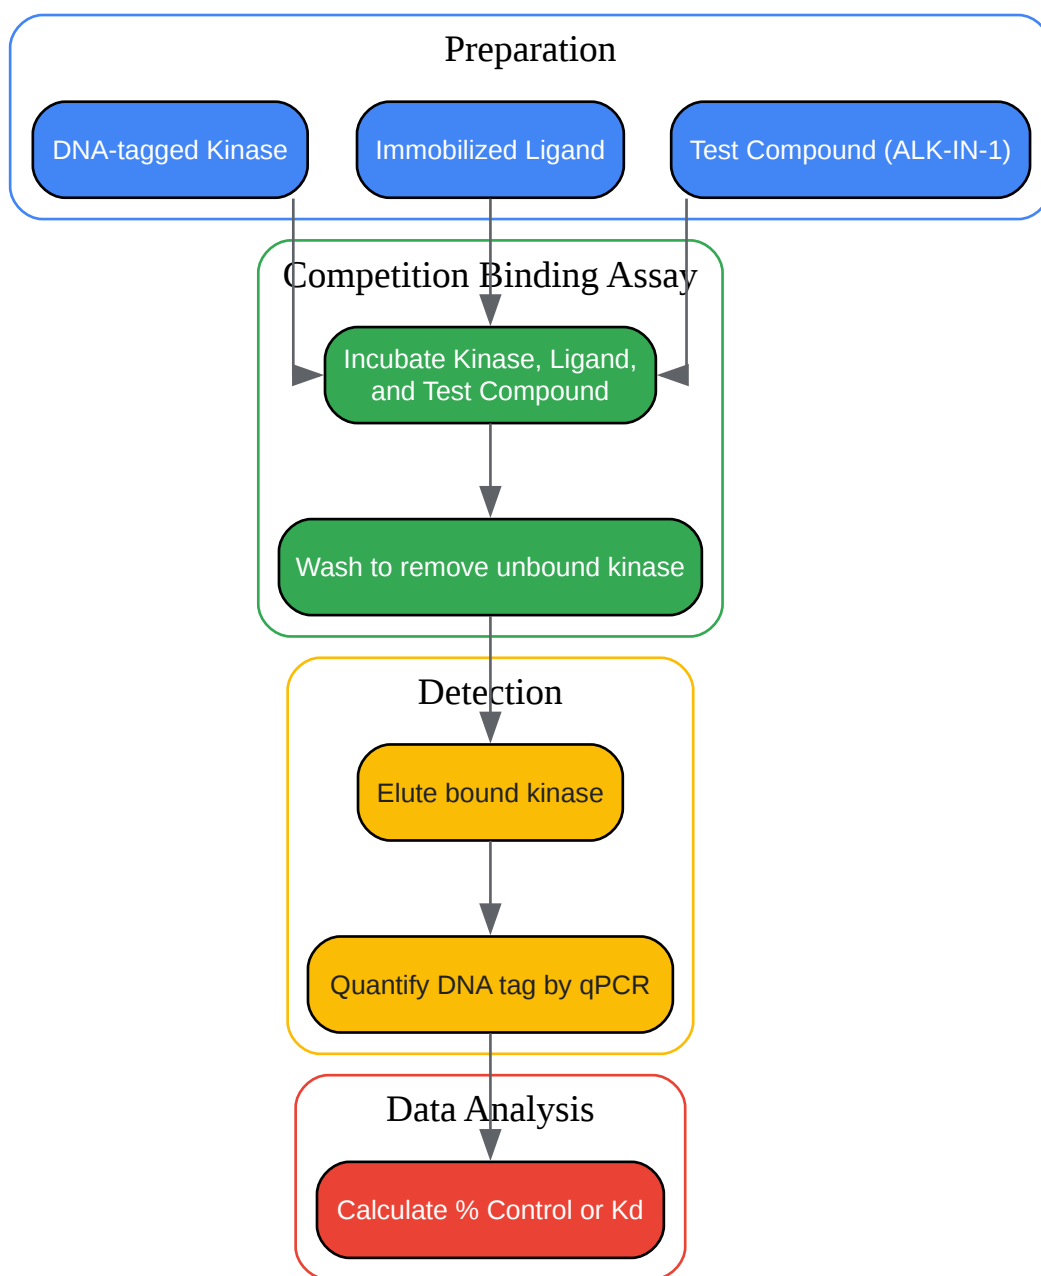 Preparation
DNA-tagged Kinase
Immobilized Ligand
Test Compound (ALK-IN-1)
Competition Binding Assay
Incubate Kinase, Ligand,
and Test Compound
Wash to remove unbound kinase
Detection
Elute bound kinase
Quantify DNA tag by qPCR
Data Analysis
Calculate % Control or Kd